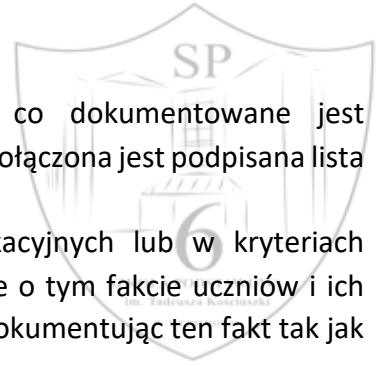 SP
co dokumentowane jest
ołączona jest podpisana lista
acyjnych lub w kryteriach
6
e o tym fakcie uczniów i ich
im. Tadeusza Kościuszki
okumentując ten fakt tak jak